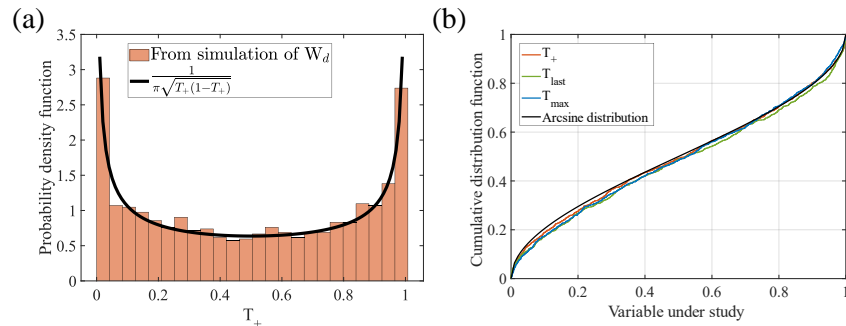 (a)
Probability density function
3.5
3
2.5
2
1.5
1
0.5
0
From simulation of W_d
1/(π√(T_+(1−T_+)))
0 0.2 0.4 0.6 0.8 1
T_+
(b)
Cumulative distribution function
1
0.8
0.6
0.4
0.2
0
T_+
T_last
T_max
Arcsine distribution
0 0.2 0.4 0.6 0.8 1
Variable under study